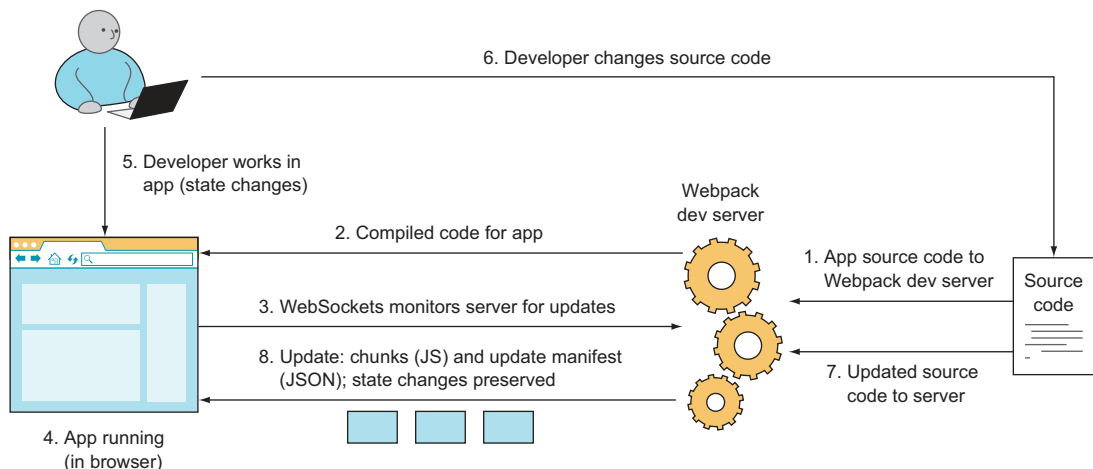 6. Developer changes source code
5. Developer works in
app (state changes)
Webpack
dev server
2. Compiled code for app
1. App source code to
Webpack dev server
Source
code
3. WebSockets monitors server for updates
8. Update: chunks (JS) and update manifest
(JSON); state changes preserved
7. Updated source
code to server
4. App running
(in browser)